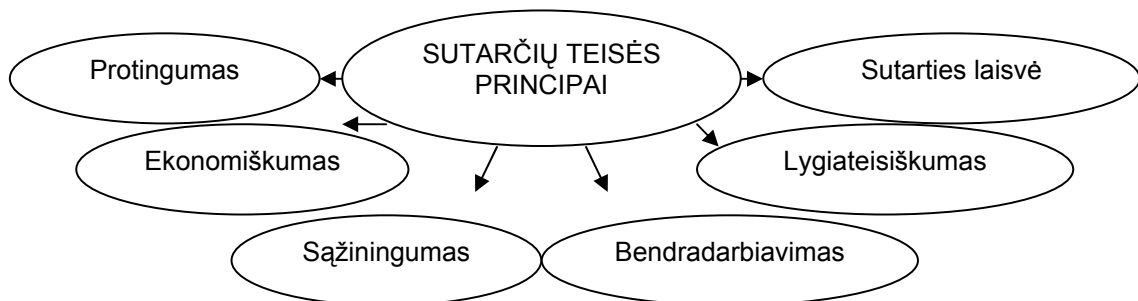 SUTARČIŲ TEISĖS
PRINCIPAI
Protingumas
Sutarties laisvė
Ekonomiškumas
Lygiateisiškumas
Sąžiningumas
Bendradarbiavimas